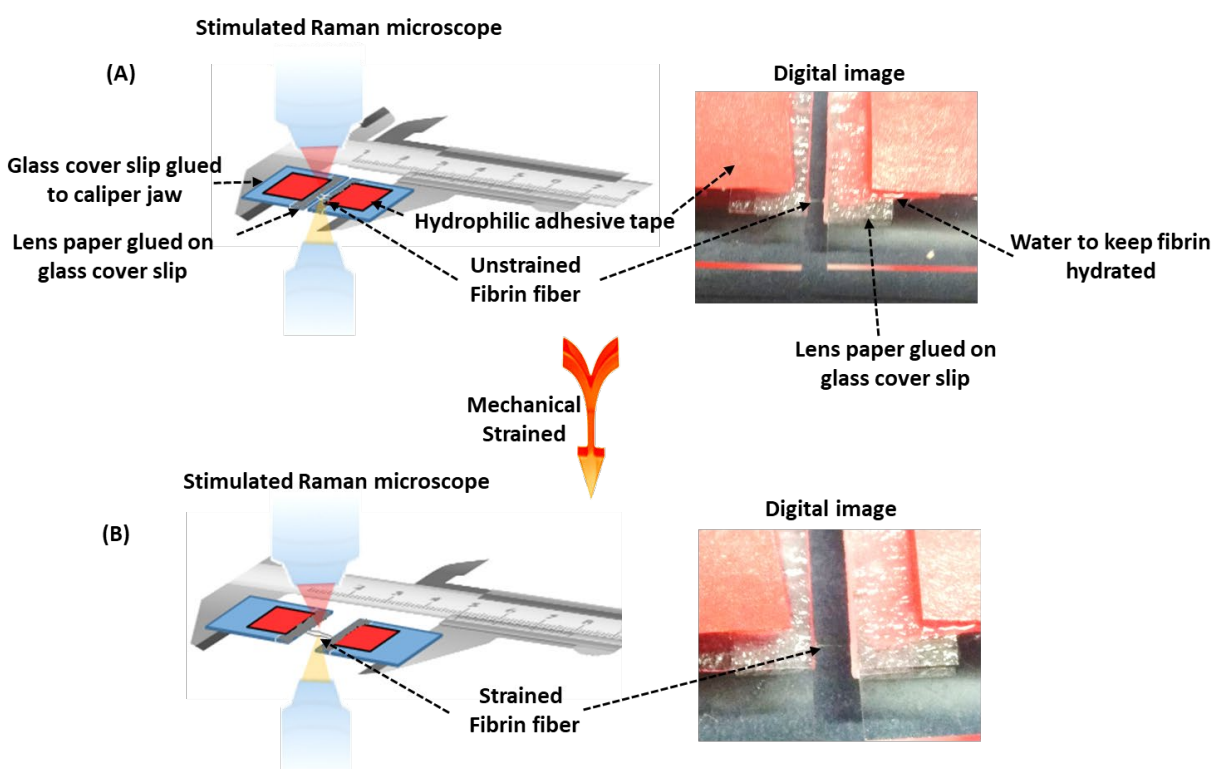 Stimulated Raman microscope
(A)
Digital image
Glass cover slip glued
to caliper jaw
Hydrophilic adhesive tape
Lens paper glued on
glass cover slip
Unstrained
Fibrin fiber
Water to keep fibrin
hydrated
Lens paper glued on
glass cover slip
Mechanical
Strained
Stimulated Raman microscope
(B)
Digital image
Strained
Fibrin fiber